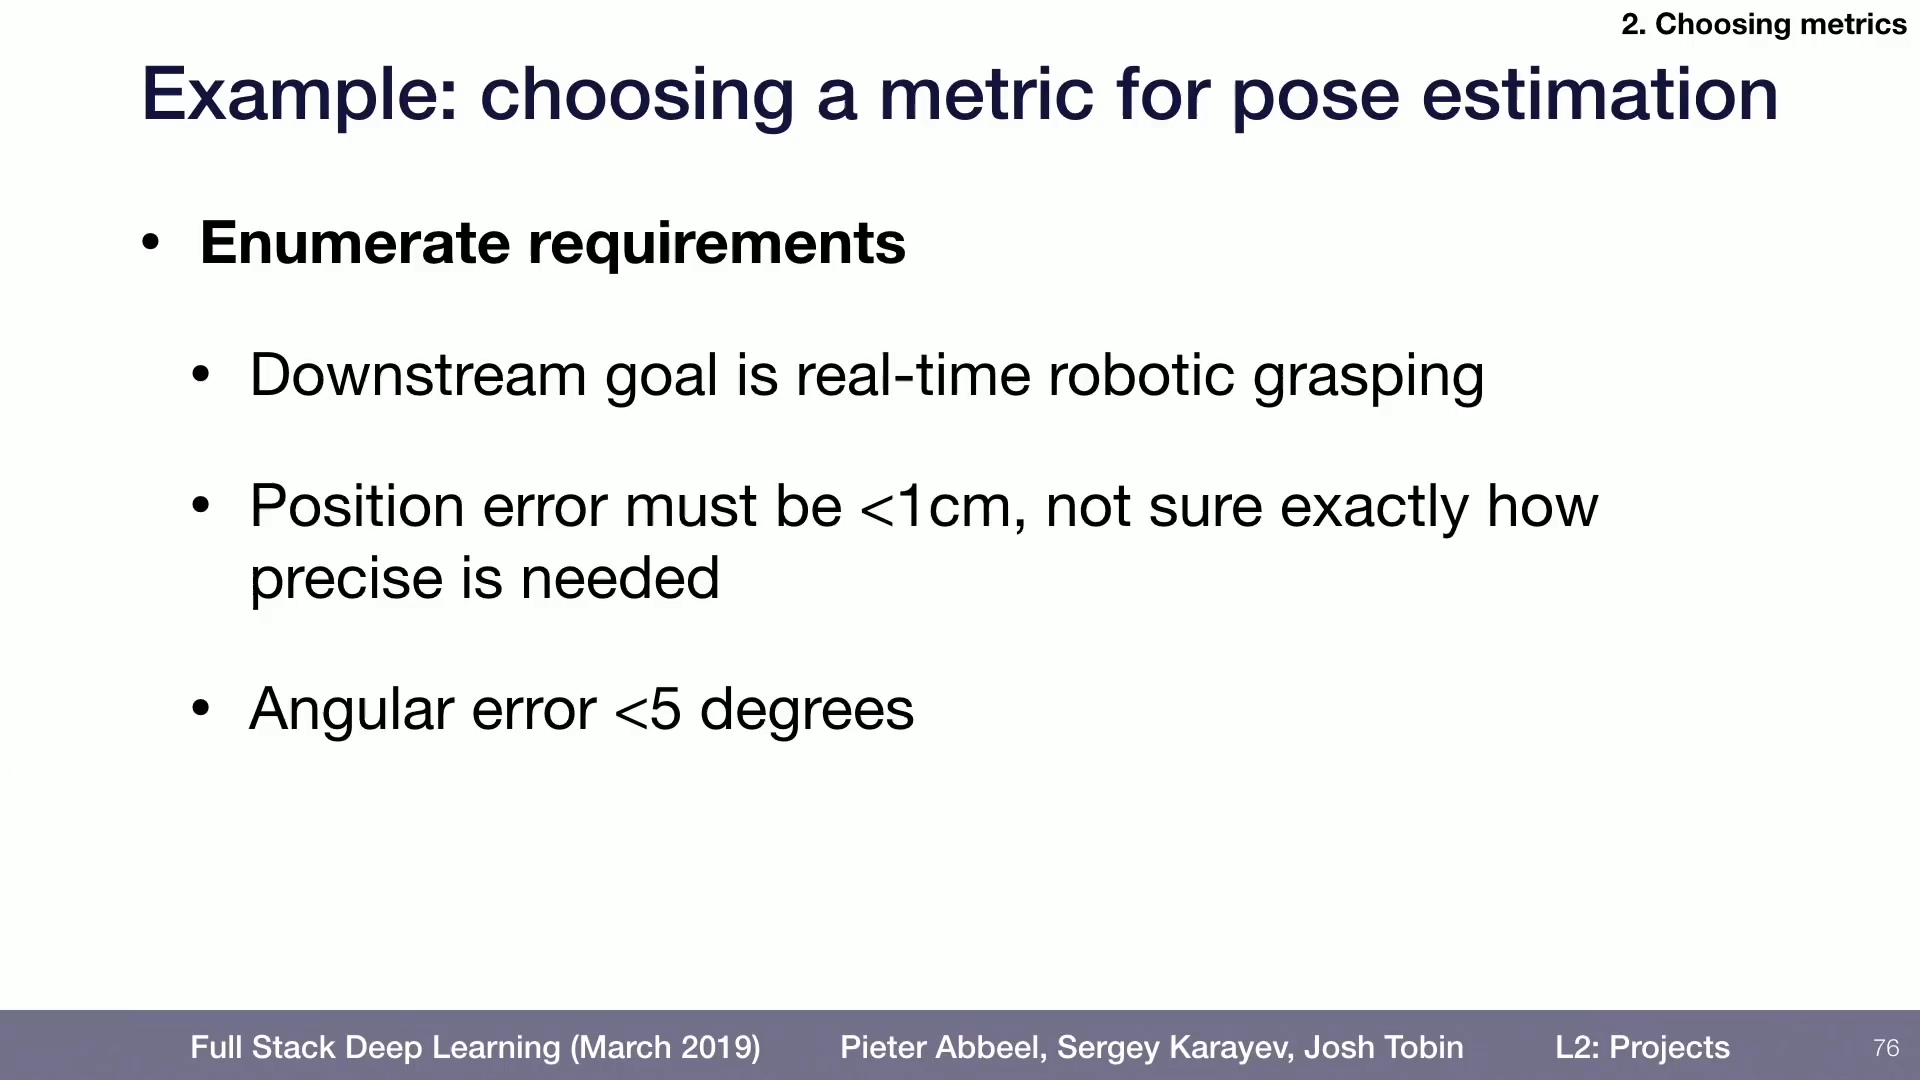 2. Choosing metrics
Example: choosing a metric for pose estimation
• Enumerate requirements
• Downstream goal is real-time robotic grasping
• Position error must be <1cm, not sure exactly how
precise is needed
• Angular error <5 degrees
Full Stack Deep Learning (March 2019) Pieter Abbeel, Sergey Karayev, Josh Tobin L2: Projects 76